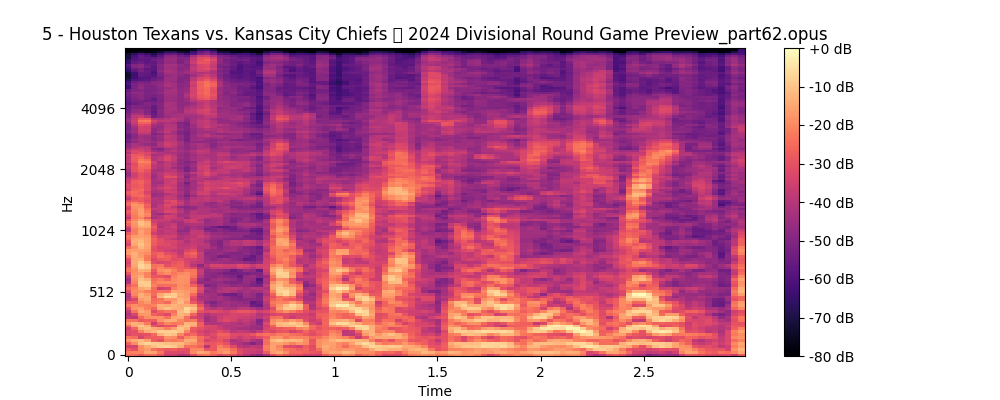 5 - Houston Texans vs. Kansas City Chiefs ▯ 2024 Divisional Round Game Preview_part62.opus
Hz
4096
2048
1024
512
0
0 0.5 1 1.5 2 2.5
Time
+0 dB
-10 dB
-20 dB
-30 dB
-40 dB
-50 dB
-60 dB
-70 dB
-80 dB